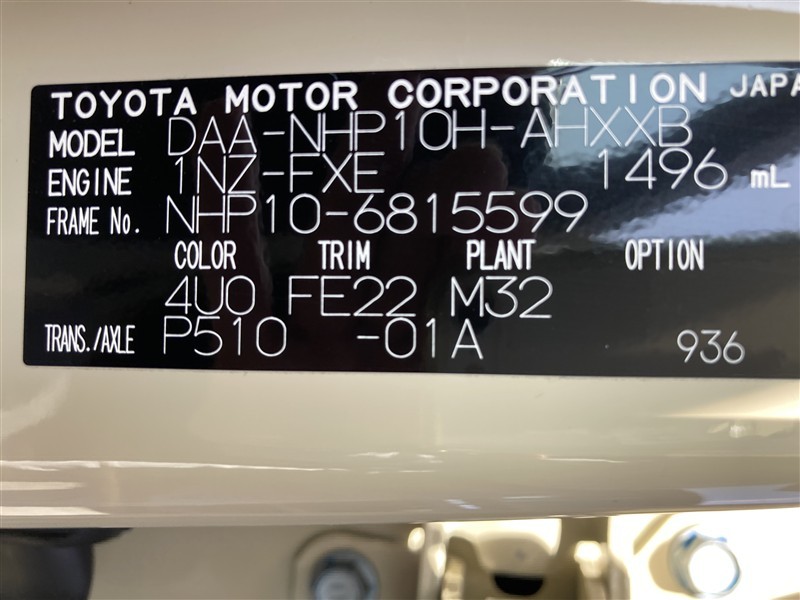 TOYOTA MOTOR CORPORATION JAPA
MODEL DAA-NHP10H-AHXXB
ENGINE 1NZ-FXE 1496 mL
FRAME No. NHP10-6815599
COLOR TRIM PLANT OPTION
4U0 FE22 M32
TRANS./AXLE P510 -01A 936